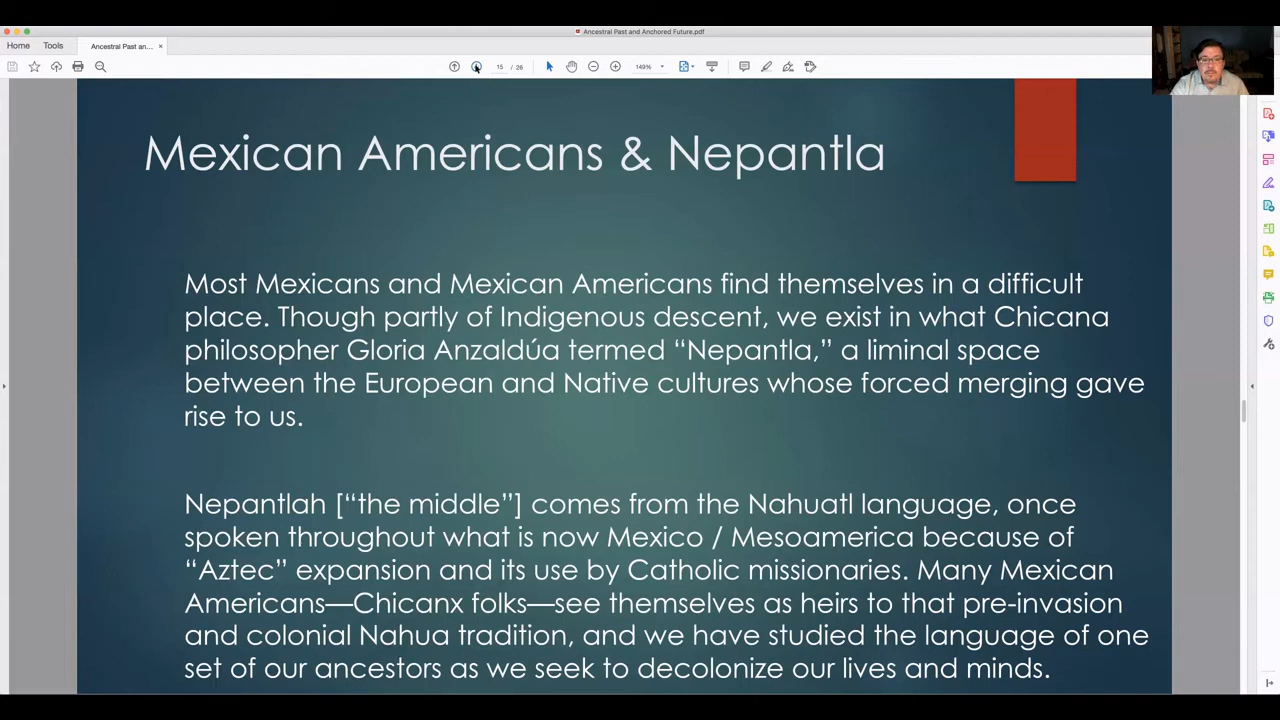 Ancestral Past and Anchored Future.pdf
Home Tools Ancestral Past an... ×
15 / 26 149%
Mexican Americans & Nepantla
Most Mexicans and Mexican Americans find themselves in a difficult
place. Though partly of Indigenous descent, we exist in what Chicana
philosopher Gloria Anzaldúa termed “Nepantla,” a liminal space
between the European and Native cultures whose forced merging gave
rise to us.
Nepantlah [“the middle”] comes from the Nahuatl language, once
spoken throughout what is now Mexico / Mesoamerica because of
“Aztec” expansion and its use by Catholic missionaries. Many Mexican
Americans—Chicanx folks—see themselves as heirs to that pre-invasion
and colonial Nahua tradition, and we have studied the language of one
set of our ancestors as we seek to decolonize our lives and minds.